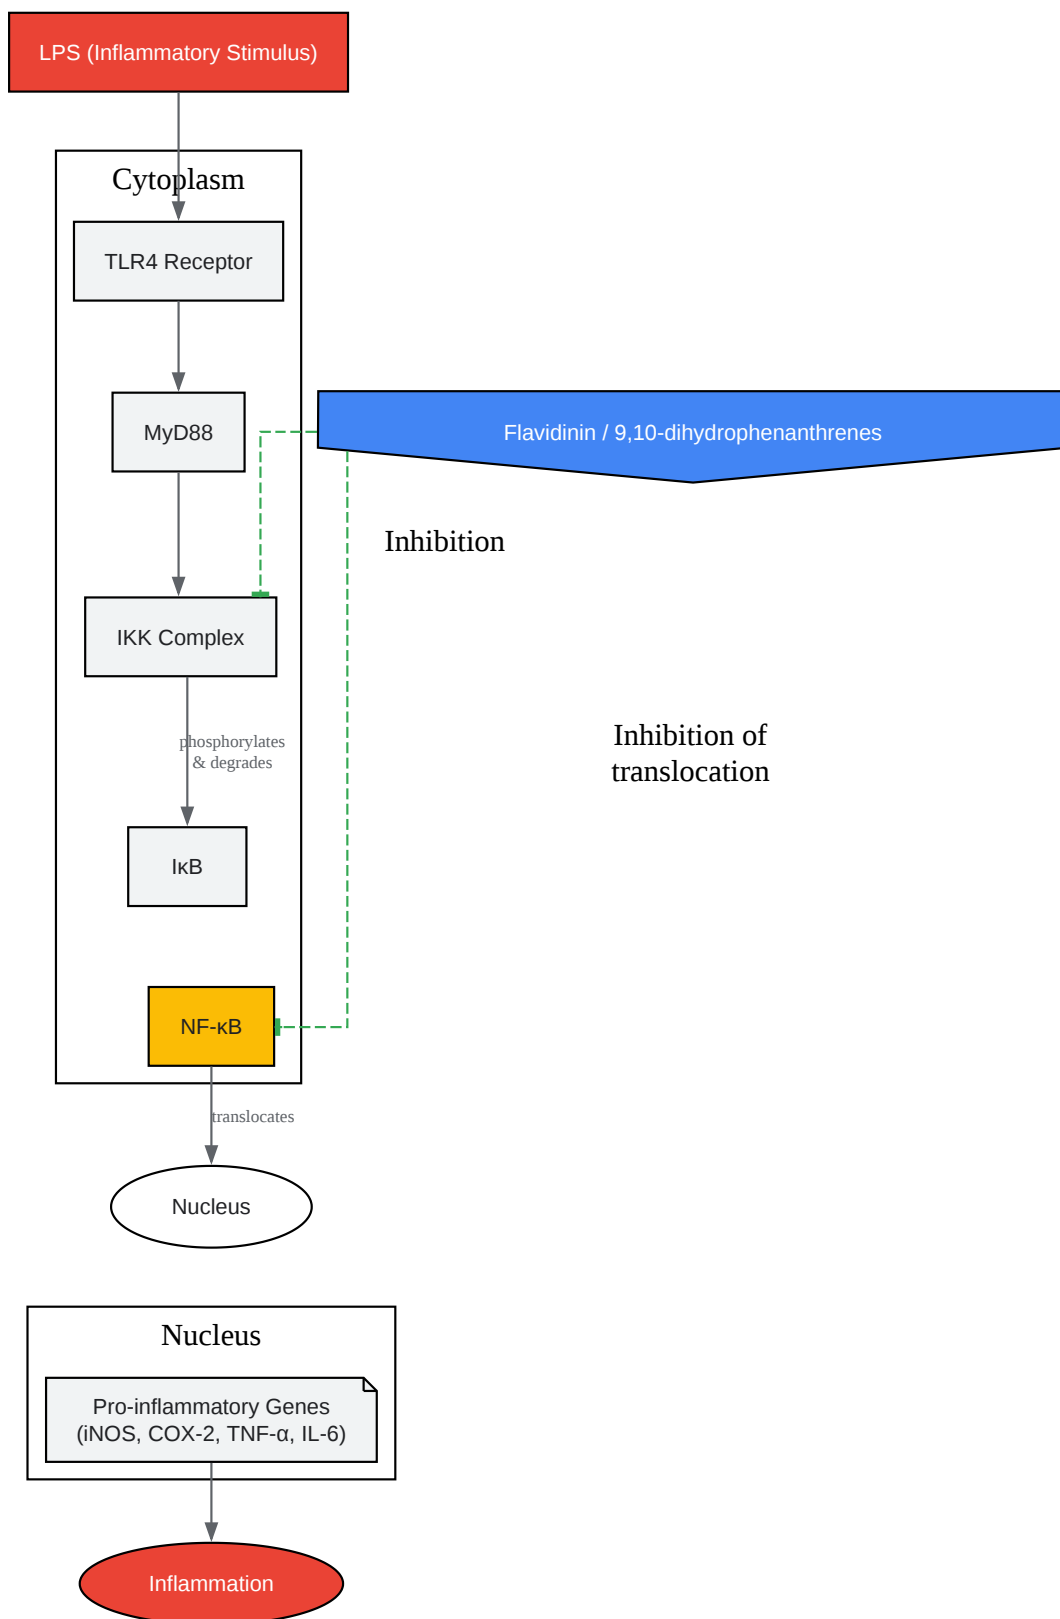 LPS (Inflammatory Stimulus)
Cytoplasm
TLR4 Receptor
MyD88
Flavidinin / 9,10-dihydrophenanthrenes
Inhibition
IKK Complex
Inhibition of
translocation
phosphorylates
& degrades
IκB
NF-κB
translocates
Nucleus
Nucleus
Pro-inflammatory Genes
(iNOS, COX-2, TNF-α, IL-6)
Inflammation